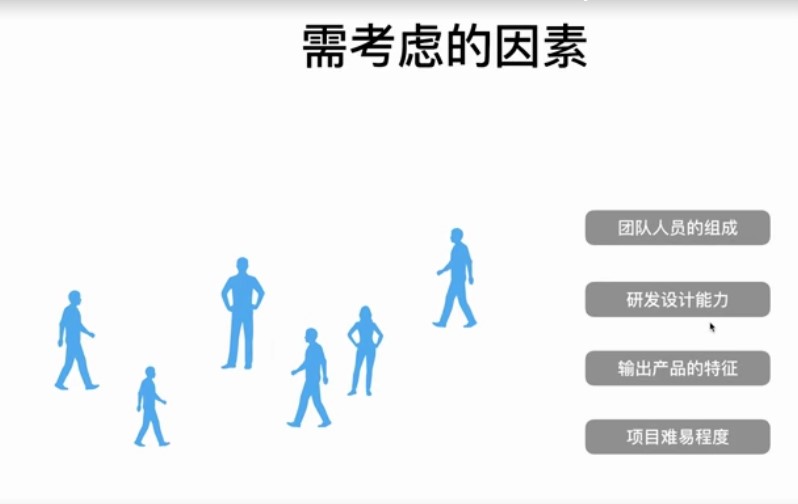 需考虑的因素
团队人员的组成
研发设计能力
输出产品的特征
项目难易程度